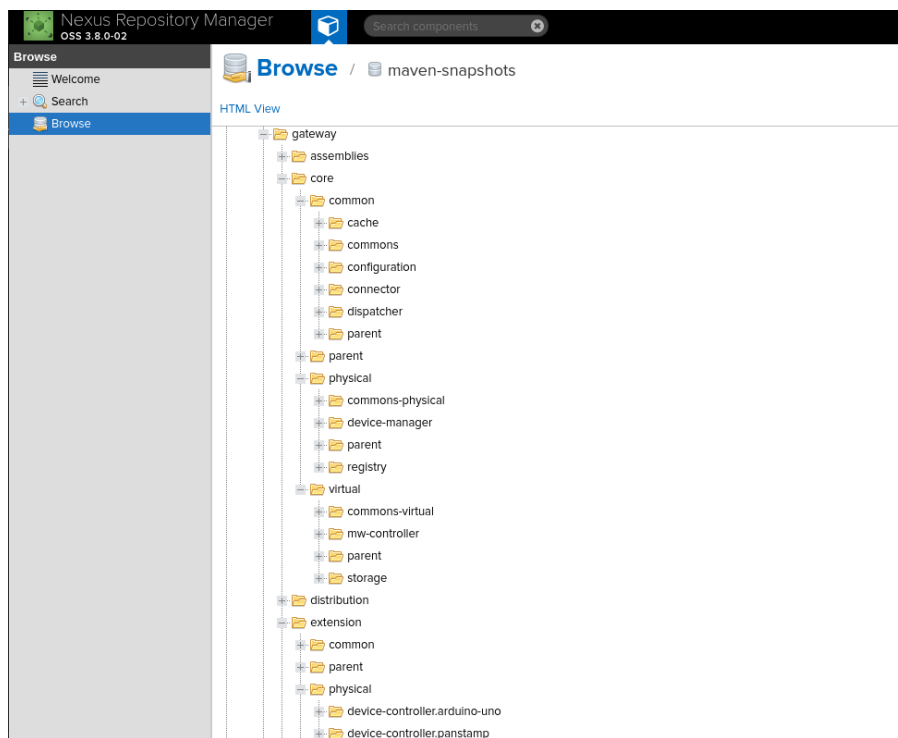 Nexus Repository Manager
OSS 3.8.0-02
Search components
Browse
Welcome
Search
Browse
Browse / maven-snapshots
HTML View
gateway
assemblies
core
common
cache
commons
configuration
connector
dispatcher
parent
parent
physical
commons-physical
device-manager
parent
registry
virtual
commons-virtual
mw-controller
parent
storage
distribution
extension
common
parent
physical
device-controller.arduino-uno
device-controller.panstamp